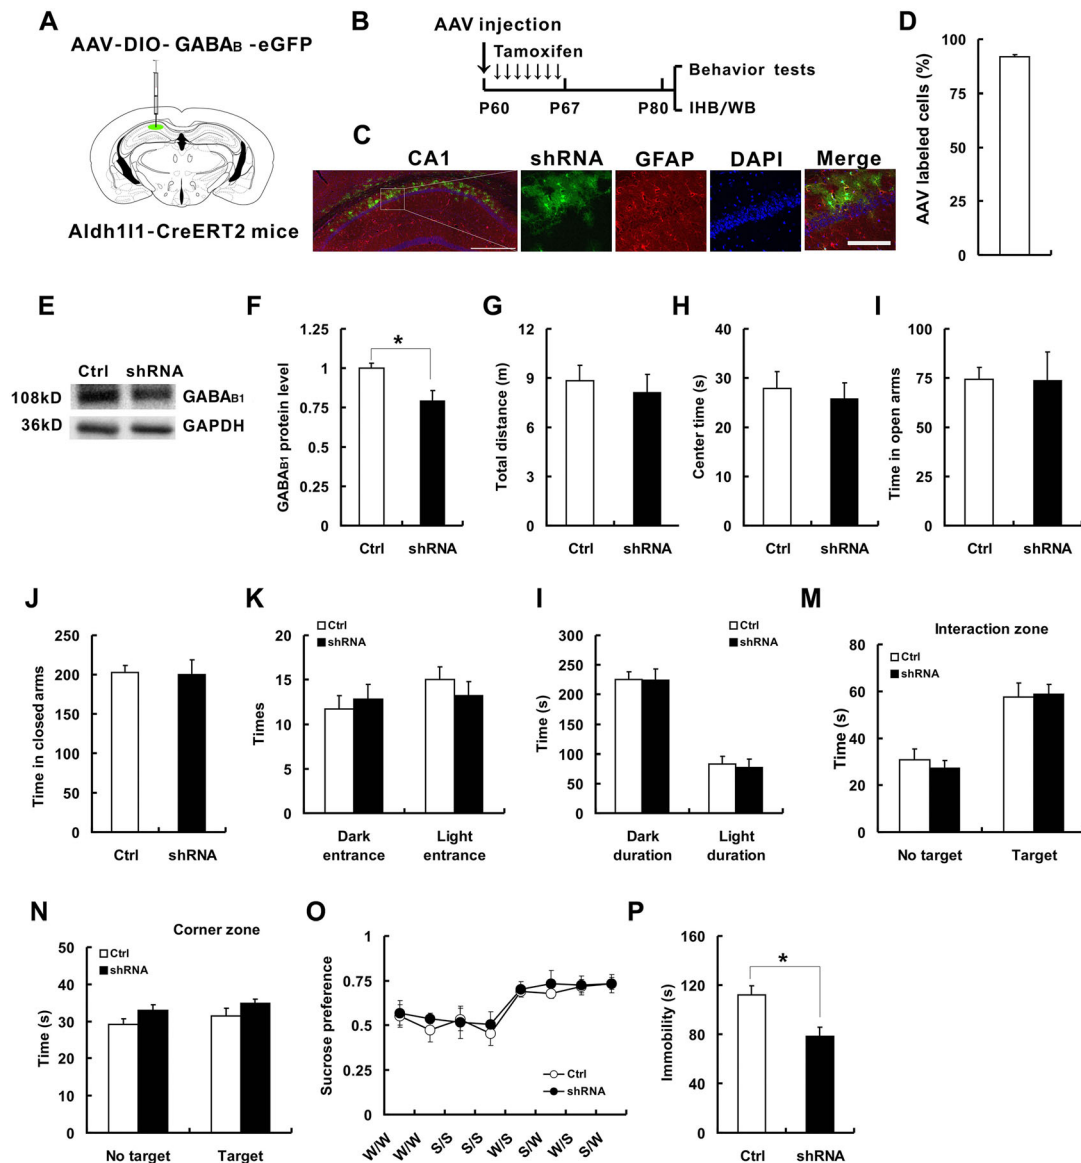 A
AAV-DIO- GABAB -eGFP
Aldh1l1-CreERT2 mice
B
AAV injection
Tamoxifen
P60
P67
P80
Behavior tests
IHB/WB
C
CA1
shRNA
GFAP
DAPI
Merge
D
AAV labeled cells (%)
100
75
50
25
0
E
Ctrl
shRNA
108kD
GABAB1
36kD
GAPDH
F
GABAB1 protein level
1.25
1
0.75
0.5
0.25
0
*
Ctrl
shRNA
G
Total distance (m)
12
9
6
3
0
Ctrl
shRNA
H
Center time (s)
40
30
20
10
0
Ctrl
shRNA
I
Time in open arms
100
75
50
25
0
Ctrl
shRNA
J
Time in closed arms
250
200
150
100
50
0
Ctrl
shRNA
K
Ctrl
shRNA
Times
20
15
10
5
0
Dark
entrance
Light
entrance
I
Ctrl
shRNA
Time (s)
300
250
200
150
100
50
0
Dark
duration
Light
duration
M
Interaction zone
Ctrl
shRNA
Time (s)
80
60
40
20
0
No target
Target
N
Corner zone
Ctrl
shRNA
Time (s)
50
40
30
20
10
0
No target
Target
O
Sucrose preference
1
0.75
0.5
0.25
0
Ctrl
shRNA
W/W
W/W
S/S
S/S
W/S
S/W
W/S
S/W
P
Immobility (s)
160
120
80
40
0
*
Ctrl
shRNA